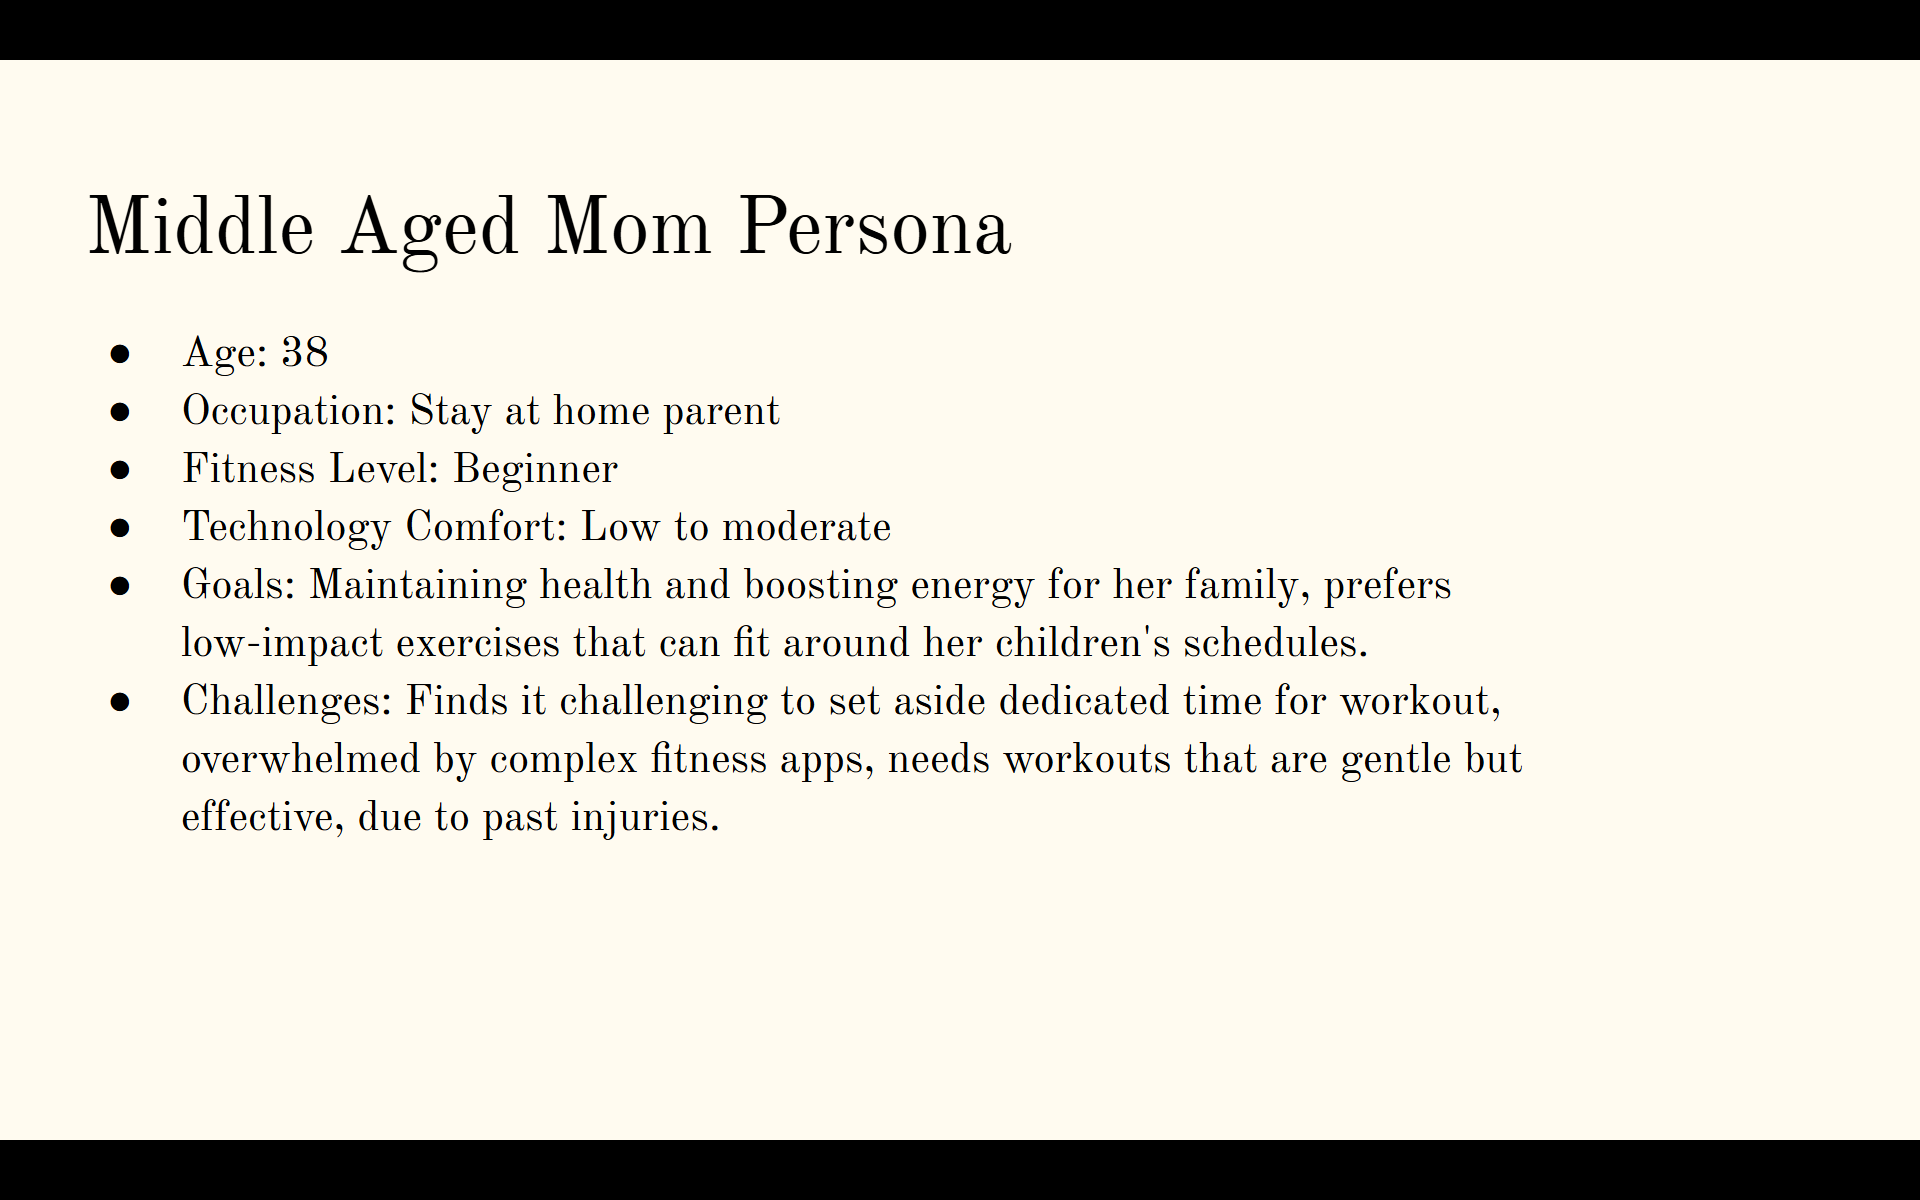 Middle Aged Mom Persona
● Age: 38
● Occupation: Stay at home parent
● Fitness Level: Beginner
● Technology Comfort: Low to moderate
● Goals: Maintaining health and boosting energy for her family, prefers
low-impact exercises that can fit around her children's schedules.
● Challenges: Finds it challenging to set aside dedicated time for workout,
overwhelmed by complex fitness apps, needs workouts that are gentle but
effective, due to past injuries.